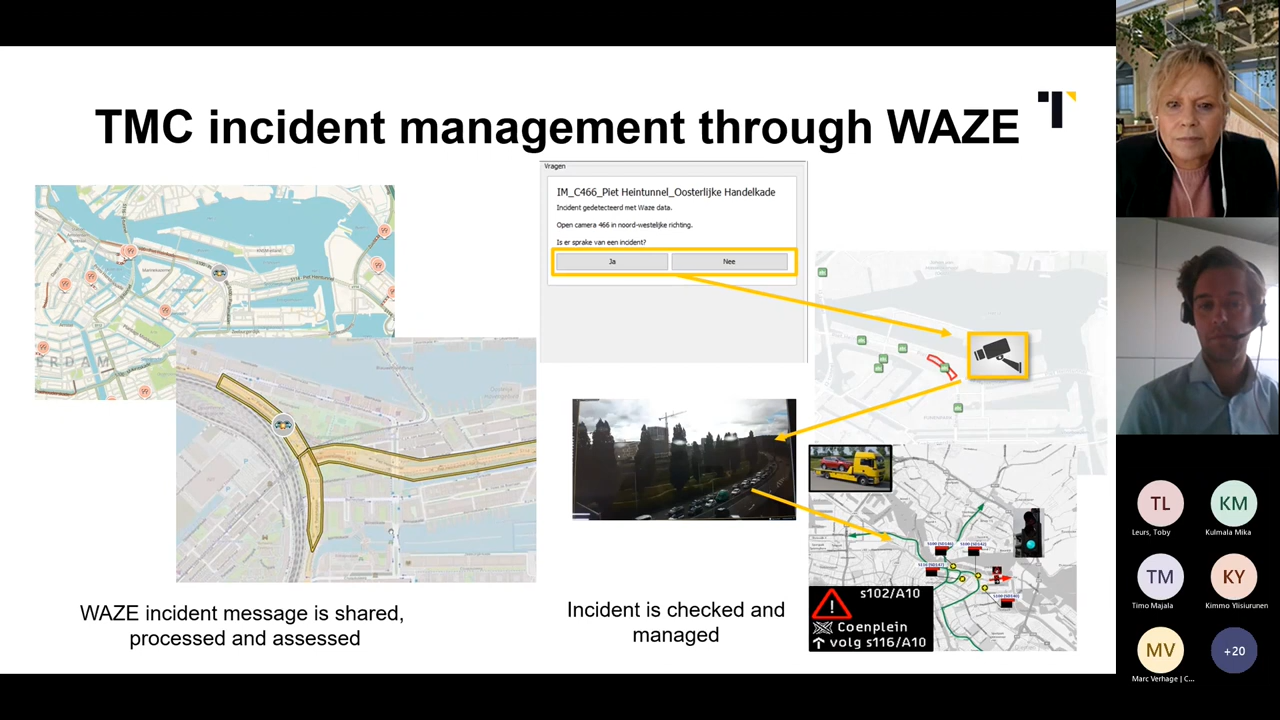 TMC incident management through WAZE
ERDAM
WAZE incident message is shared,
processed and assessed
Vragen
IM_C466_Piet Heintunnel_Oosterlijke Handelkade
Incident gedetecteerd met Waze data.
Open camera 466 in noord-westelijke richting.
Is er sprake van een incident?
Ja
Nee
Incident is checked and
managed
s102/A10
Coenplein
volg s116/A10
TL
Leurs, Toby
KM
Kulmala Mika
TM
Timo Majala
KY
Kimmo Ylisiurunen
MV
Marc Verhage | C...
+20